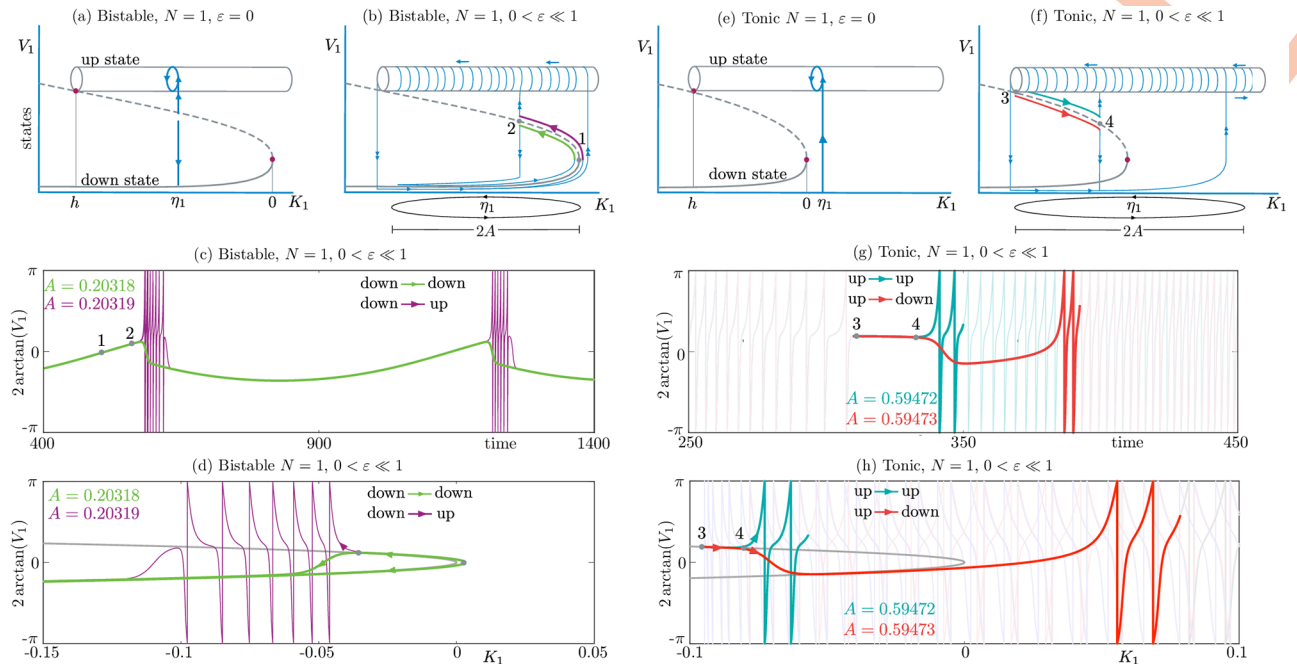 (a) Bistable, N = 1, ε = 0
V₁
up state
states
down state
h
η₁
0
K₁
(b) Bistable, N = 1, 0 < ε ≪ 1
V₁
2
1
η₁
K₁
2A
(e) Tonic N = 1, ε = 0
V₁
up state
down state
h
0
η₁
K₁
(f) Tonic, N = 1, 0 < ε ≪ 1
V₁
3
4
η₁
K₁
2A
(c) Bistable, N = 1, 0 < ε ≪ 1
π
0
-π
2 arctan(V₁)
A = 0.20318
A = 0.20319
down down
down up
1
2
400
900
time
1400
(g) Tonic, N = 1, 0 < ε ≪ 1
π
0
-π
2 arctan(V₁)
up up
up down
3
4
A = 0.59472
A = 0.59473
250
350
time
450
(d) Bistable N = 1, 0 < ε ≪ 1
π
0
-π
2 arctan(V₁)
A = 0.20318
A = 0.20319
down down
down up
-0.15
-0.1
-0.05
0
K₁
0.05
(h) Tonic, N = 1, 0 < ε ≪ 1
π
0
-π
2 arctan(V₁)
up up
up down
3
4
A = 0.59472
A = 0.59473
-0.1
0
K₁
0.1